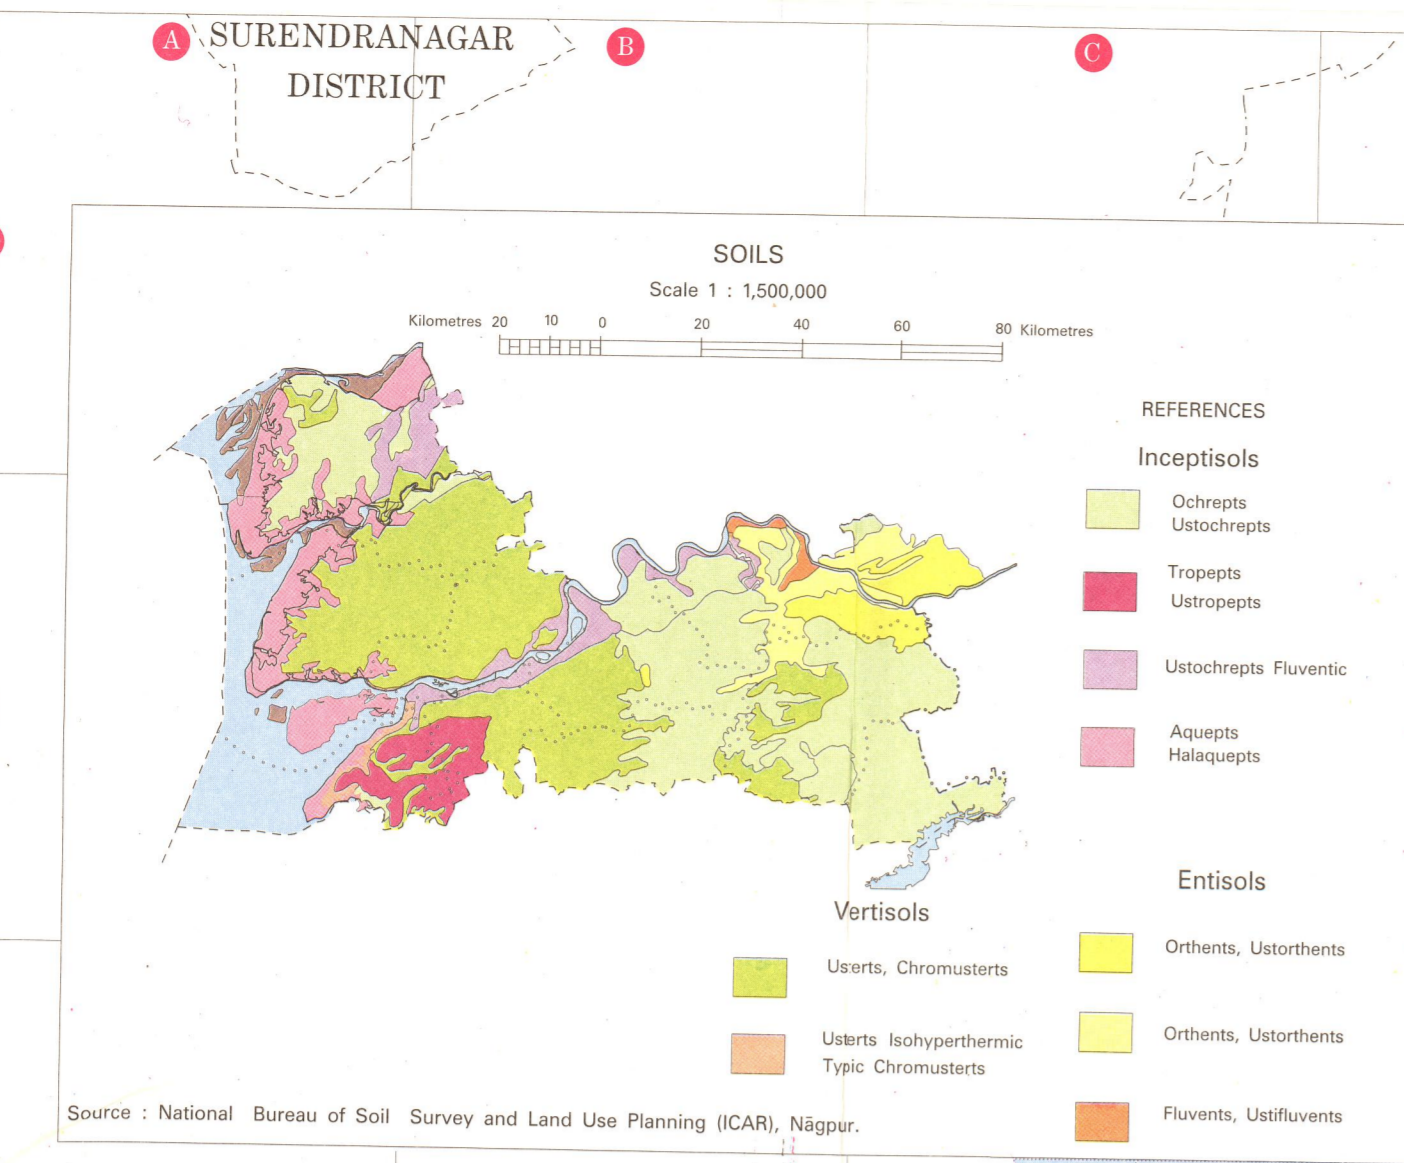 A
SURENDRANAGAR
DISTRICT
B
C
SOILS
Scale 1 : 1,500,000
Kilometres 20 10 0 20 40 60 80 Kilometres
REFERENCES
Inceptisols
Ochrepts
Ustochrepts
Tropepts
Ustropepts
Ustochrepts Fluventic
Aquepts
Halaquepts
Entisols
Orthents, Ustorthents
Orthents, Ustorthents
Fluvents, Ustifluvents
Vertisols
Usterts, Chromusterts
Usterts Isohyperthermic
Typic Chromusterts
Source : National Bureau of Soil Survey and Land Use Planning (ICAR), Nāgpur.